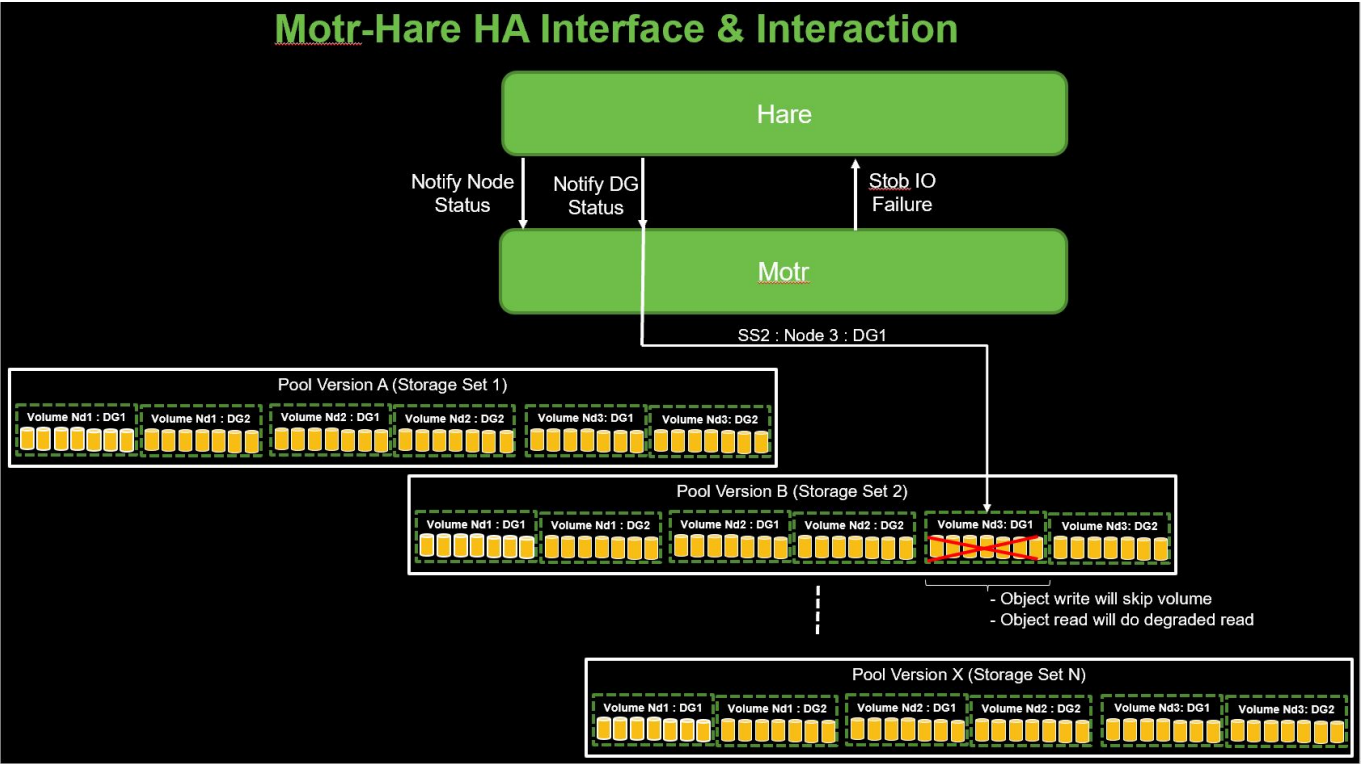 Motr-Hare HA Interface & Interaction
Hare
Notify Node
Status
Notify DG
Status
Stob IO
Failure
Motr
SS2 : Node 3 : DG1
Pool Version A (Storage Set 1)
Volume Nd1 : DG1
Volume Nd1 : DG2
Volume Nd2 : DG1
Volume Nd2 : DG2
Volume Nd3: DG1
Volume Nd3: DG2
Pool Version B (Storage Set 2)
Volume Nd1 : DG1
Volume Nd1 : DG2
Volume Nd2 : DG1
Volume Nd2 : DG2
Volume Nd3: DG1
Volume Nd3: DG2
- Object write will skip volume
- Object read will do degraded read
Pool Version X (Storage Set N)
Volume Nd1 : DG1
Volume Nd1 : DG2
Volume Nd2 : DG1
Volume Nd2 : DG2
Volume Nd3: DG1
Volume Nd3: DG2